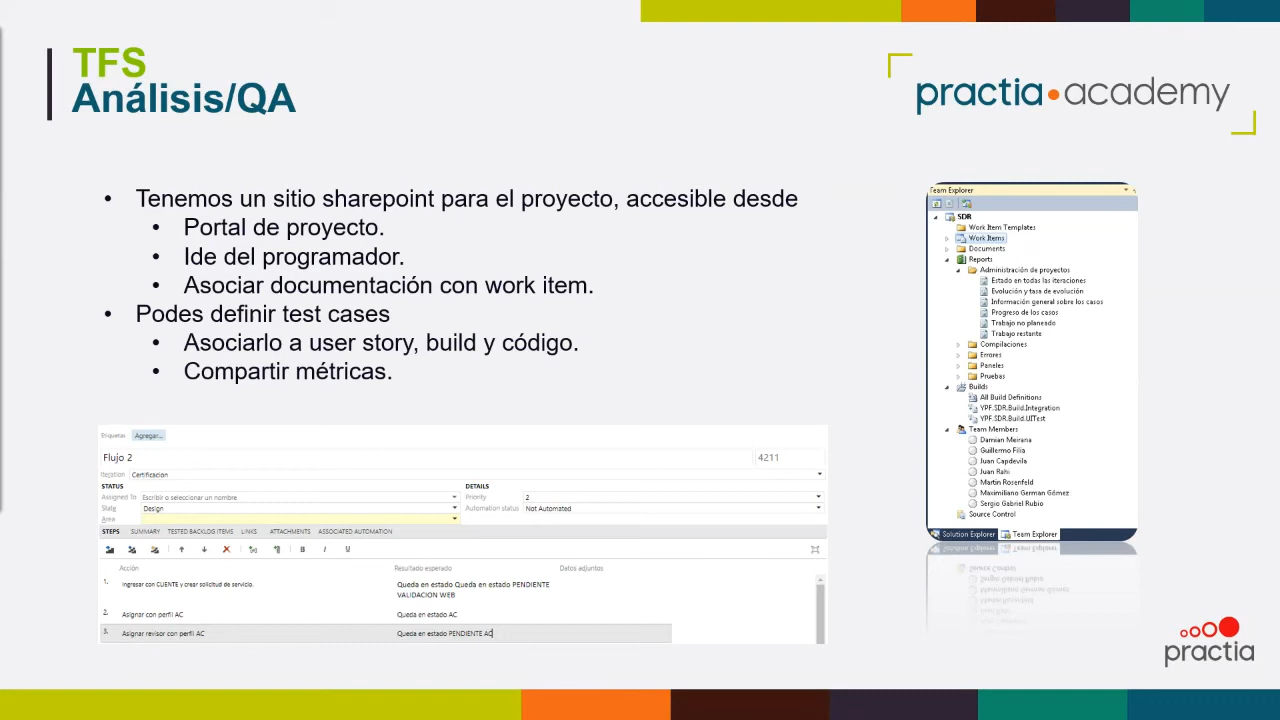 TFS
Análisis/QA
practia academy
• Tenemos un sitio sharepoint para el proyecto, accesible desde
• Portal de proyecto.
• Ide del programador.
• Asociar documentación con work item.
• Podes definir test cases
• Asociarlo a user story, build y código.
• Compartir métricas.
Team Explorer
SDR
Work Item Templates
Work Items
Documents
Reports
Administración de proyectos
Estado en todas las iteraciones
Evolución y tasa de evolución
Información general sobre los casos
Progreso de los casos
Trabajo no planeado
Trabajo restante
Compilaciones
Errores
Paneles
Pruebas
Builds
All Build Definitions
YPF.SDR.Build.Integration
YPF.SDR.Build.UITest
Team Members
Damian Meirana
Guillermo Filia
Juan Capdevila
Juan Rahi
Martin Rosenfeld
Maximiliano German Gómez
Sergio Gabriel Rubio
Source Control
Solution Explorer Team Explorer
Etiquetas Agregar...
Flujo 2 4211
Iteration Certificacion
STATUS DETAILS
Assigned To Escribir o seleccionar un nombre Priority 2
State Design Automation status Not Automated
Area
STEPS SUMMARY TESTED BACKLOG ITEMS LINKS ATTACHMENTS ASSOCIATED AUTOMATION
B I U
Acción Resultado esperado Datos adjuntos
1. Ingresar con CLIENTE y crear solicitud de servicio. Queda en estado Queda en estado PENDIENTE
VALIDACION WEB
2. Asignar con perfil AC Queda en estado AC
3. Asignar revisor con perfil AC Queda en estado PENDIENTE AC
practia